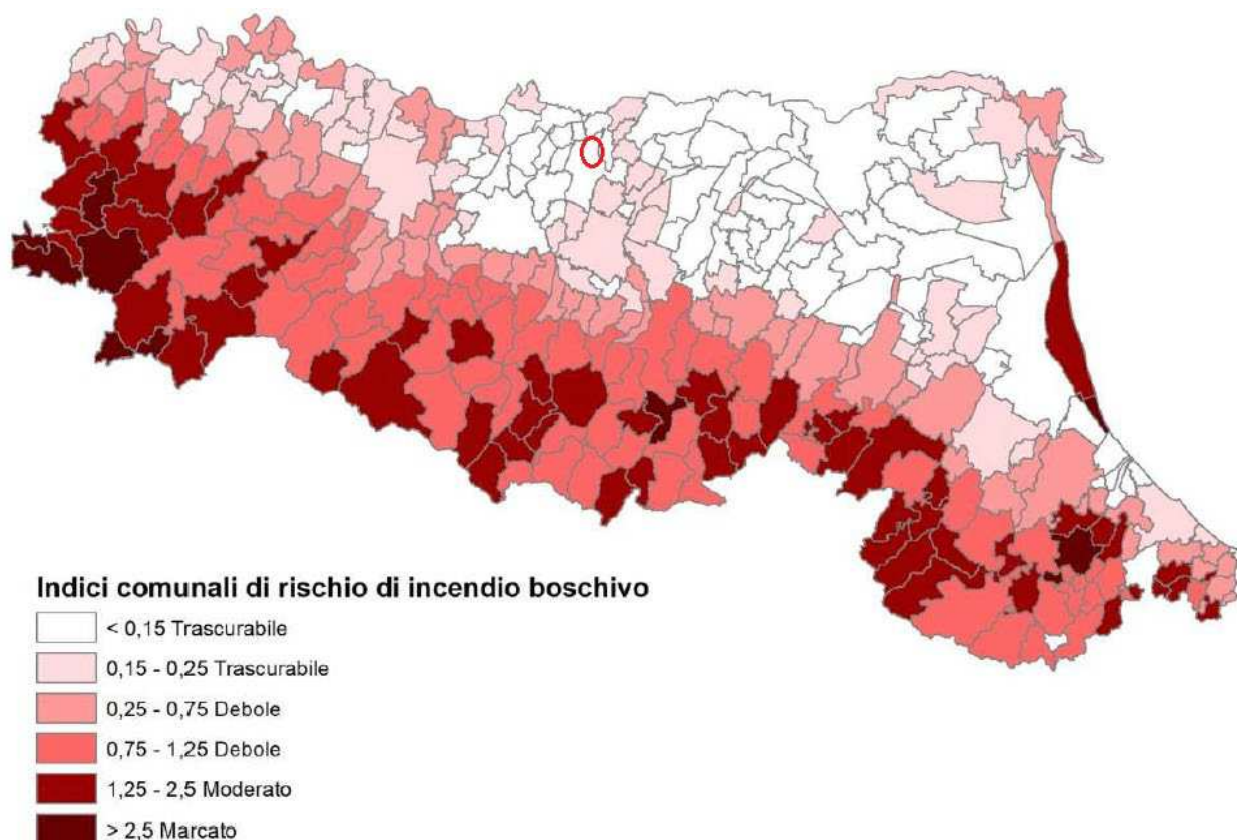 Indici comunali di rischio di incendio boschivo
< 0,15 Trascurabile
0,15 - 0,25 Trascurabile
0,25 - 0,75 Debole
0,75 - 1,25 Debole
1,25 - 2,5 Moderato
> 2,5 Marcato